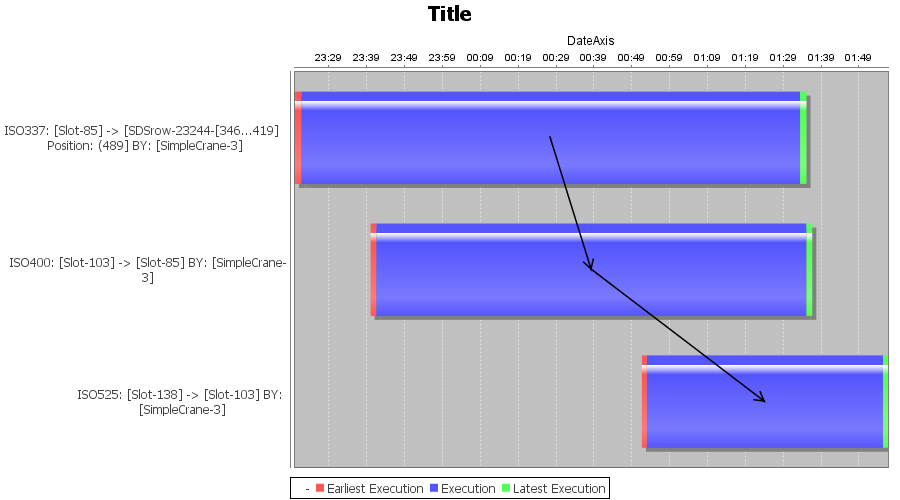 Title
DateAxis
23:29 23:39 23:49 23:59 00:09 00:19 00:29 00:39 00:49 00:59 01:09 01:19 01:29 01:39 01:49
ISO337: [Slot-85] -> [SDSrow-23244-[346...419]
Position: (489] BY: [SimpleCrane-3]
ISO400: [Slot-103] -> [Slot-85] BY: [SimpleCrane-
3]
ISO525: [Slot-138] -> [Slot-103] BY:
[SimpleCrane-3]
- Earliest Execution Execution Latest Execution